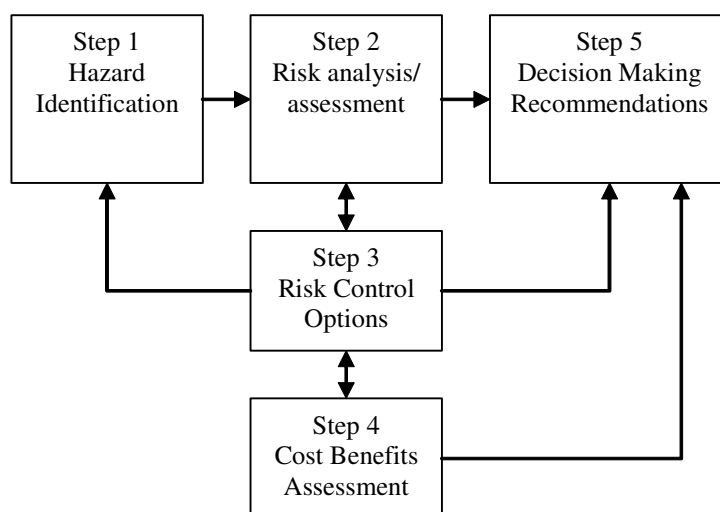 Step 1
Hazard
Identification
Step 2
Risk analysis/
assessment
Step 5
Decision Making
Recommendations
Step 3
Risk Control
Options
Step 4
Cost Benefits
Assessment